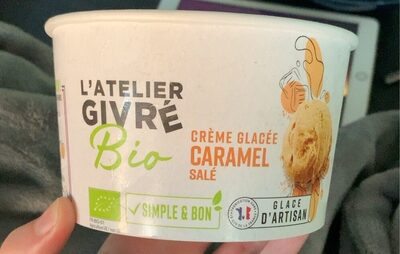 L'ATELIER
GIVRÉ
Bio
CRÈME GLACÉE
CARAMEL
SALÉ
SIMPLE & BON
GLACE
D'ARTISAN